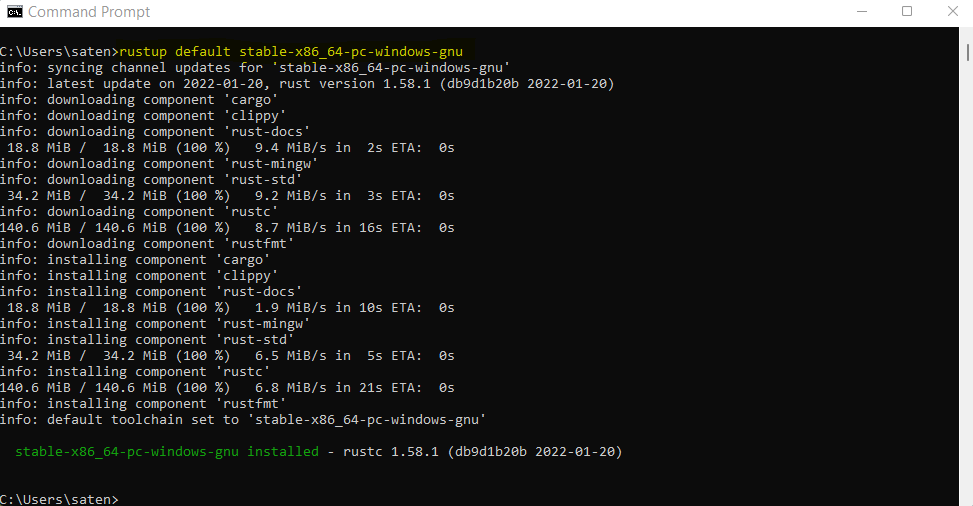 Command Prompt
C:\Users\saten>rustup default stable-x86_64-pc-windows-gnu
info: syncing channel updates for 'stable-x86_64-pc-windows-gnu'
info: latest update on 2022-01-20, rust version 1.58.1 (db9d1b20b 2022-01-20)
info: downloading component 'cargo'
info: downloading component 'clippy'
info: downloading component 'rust-docs'
 18.8 MiB /  18.8 MiB (100 %)   9.4 MiB/s in  2s ETA:  0s
info: downloading component 'rust-mingw'
info: downloading component 'rust-std'
 34.2 MiB /  34.2 MiB (100 %)   9.2 MiB/s in  3s ETA:  0s
info: downloading component 'rustc'
140.6 MiB / 140.6 MiB (100 %)   8.7 MiB/s in 16s ETA:  0s
info: downloading component 'rustfmt'
info: installing component 'cargo'
info: installing component 'clippy'
info: installing component 'rust-docs'
 18.8 MiB /  18.8 MiB (100 %)   1.9 MiB/s in 10s ETA:  0s
info: installing component 'rust-mingw'
info: installing component 'rust-std'
 34.2 MiB /  34.2 MiB (100 %)   6.5 MiB/s in  5s ETA:  0s
info: installing component 'rustc'
140.6 MiB / 140.6 MiB (100 %)   6.8 MiB/s in 21s ETA:  0s
info: installing component 'rustfmt'
info: default toolchain set to 'stable-x86_64-pc-windows-gnu'
  stable-x86_64-pc-windows-gnu installed - rustc 1.58.1 (db9d1b20b 2022-01-20)
C:\Users\saten>